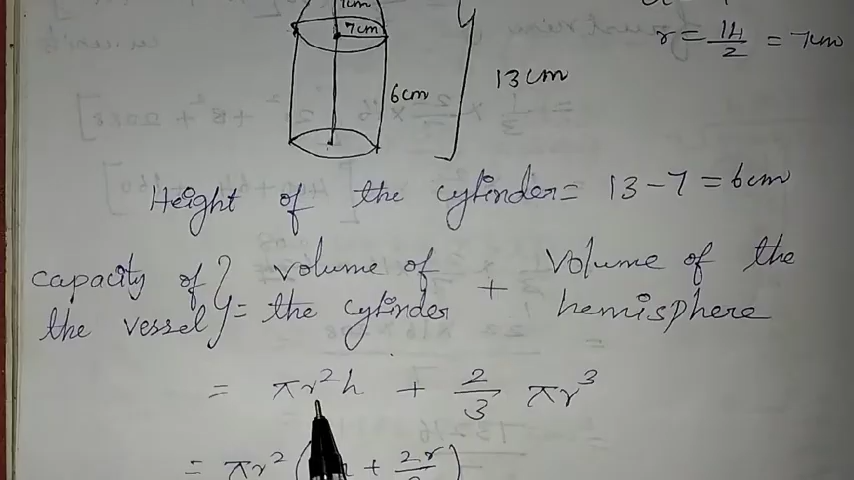 7cm
7cm
r = 14/2 = 7cm
6cm
13cm
Height of the cylinder = 13 - 7 = 6cm
capacity of the vessel } = volume of the cylinder + Volume of the hemisphere
= πr²h + 2/3 πr³
= πr² ( + 2r )